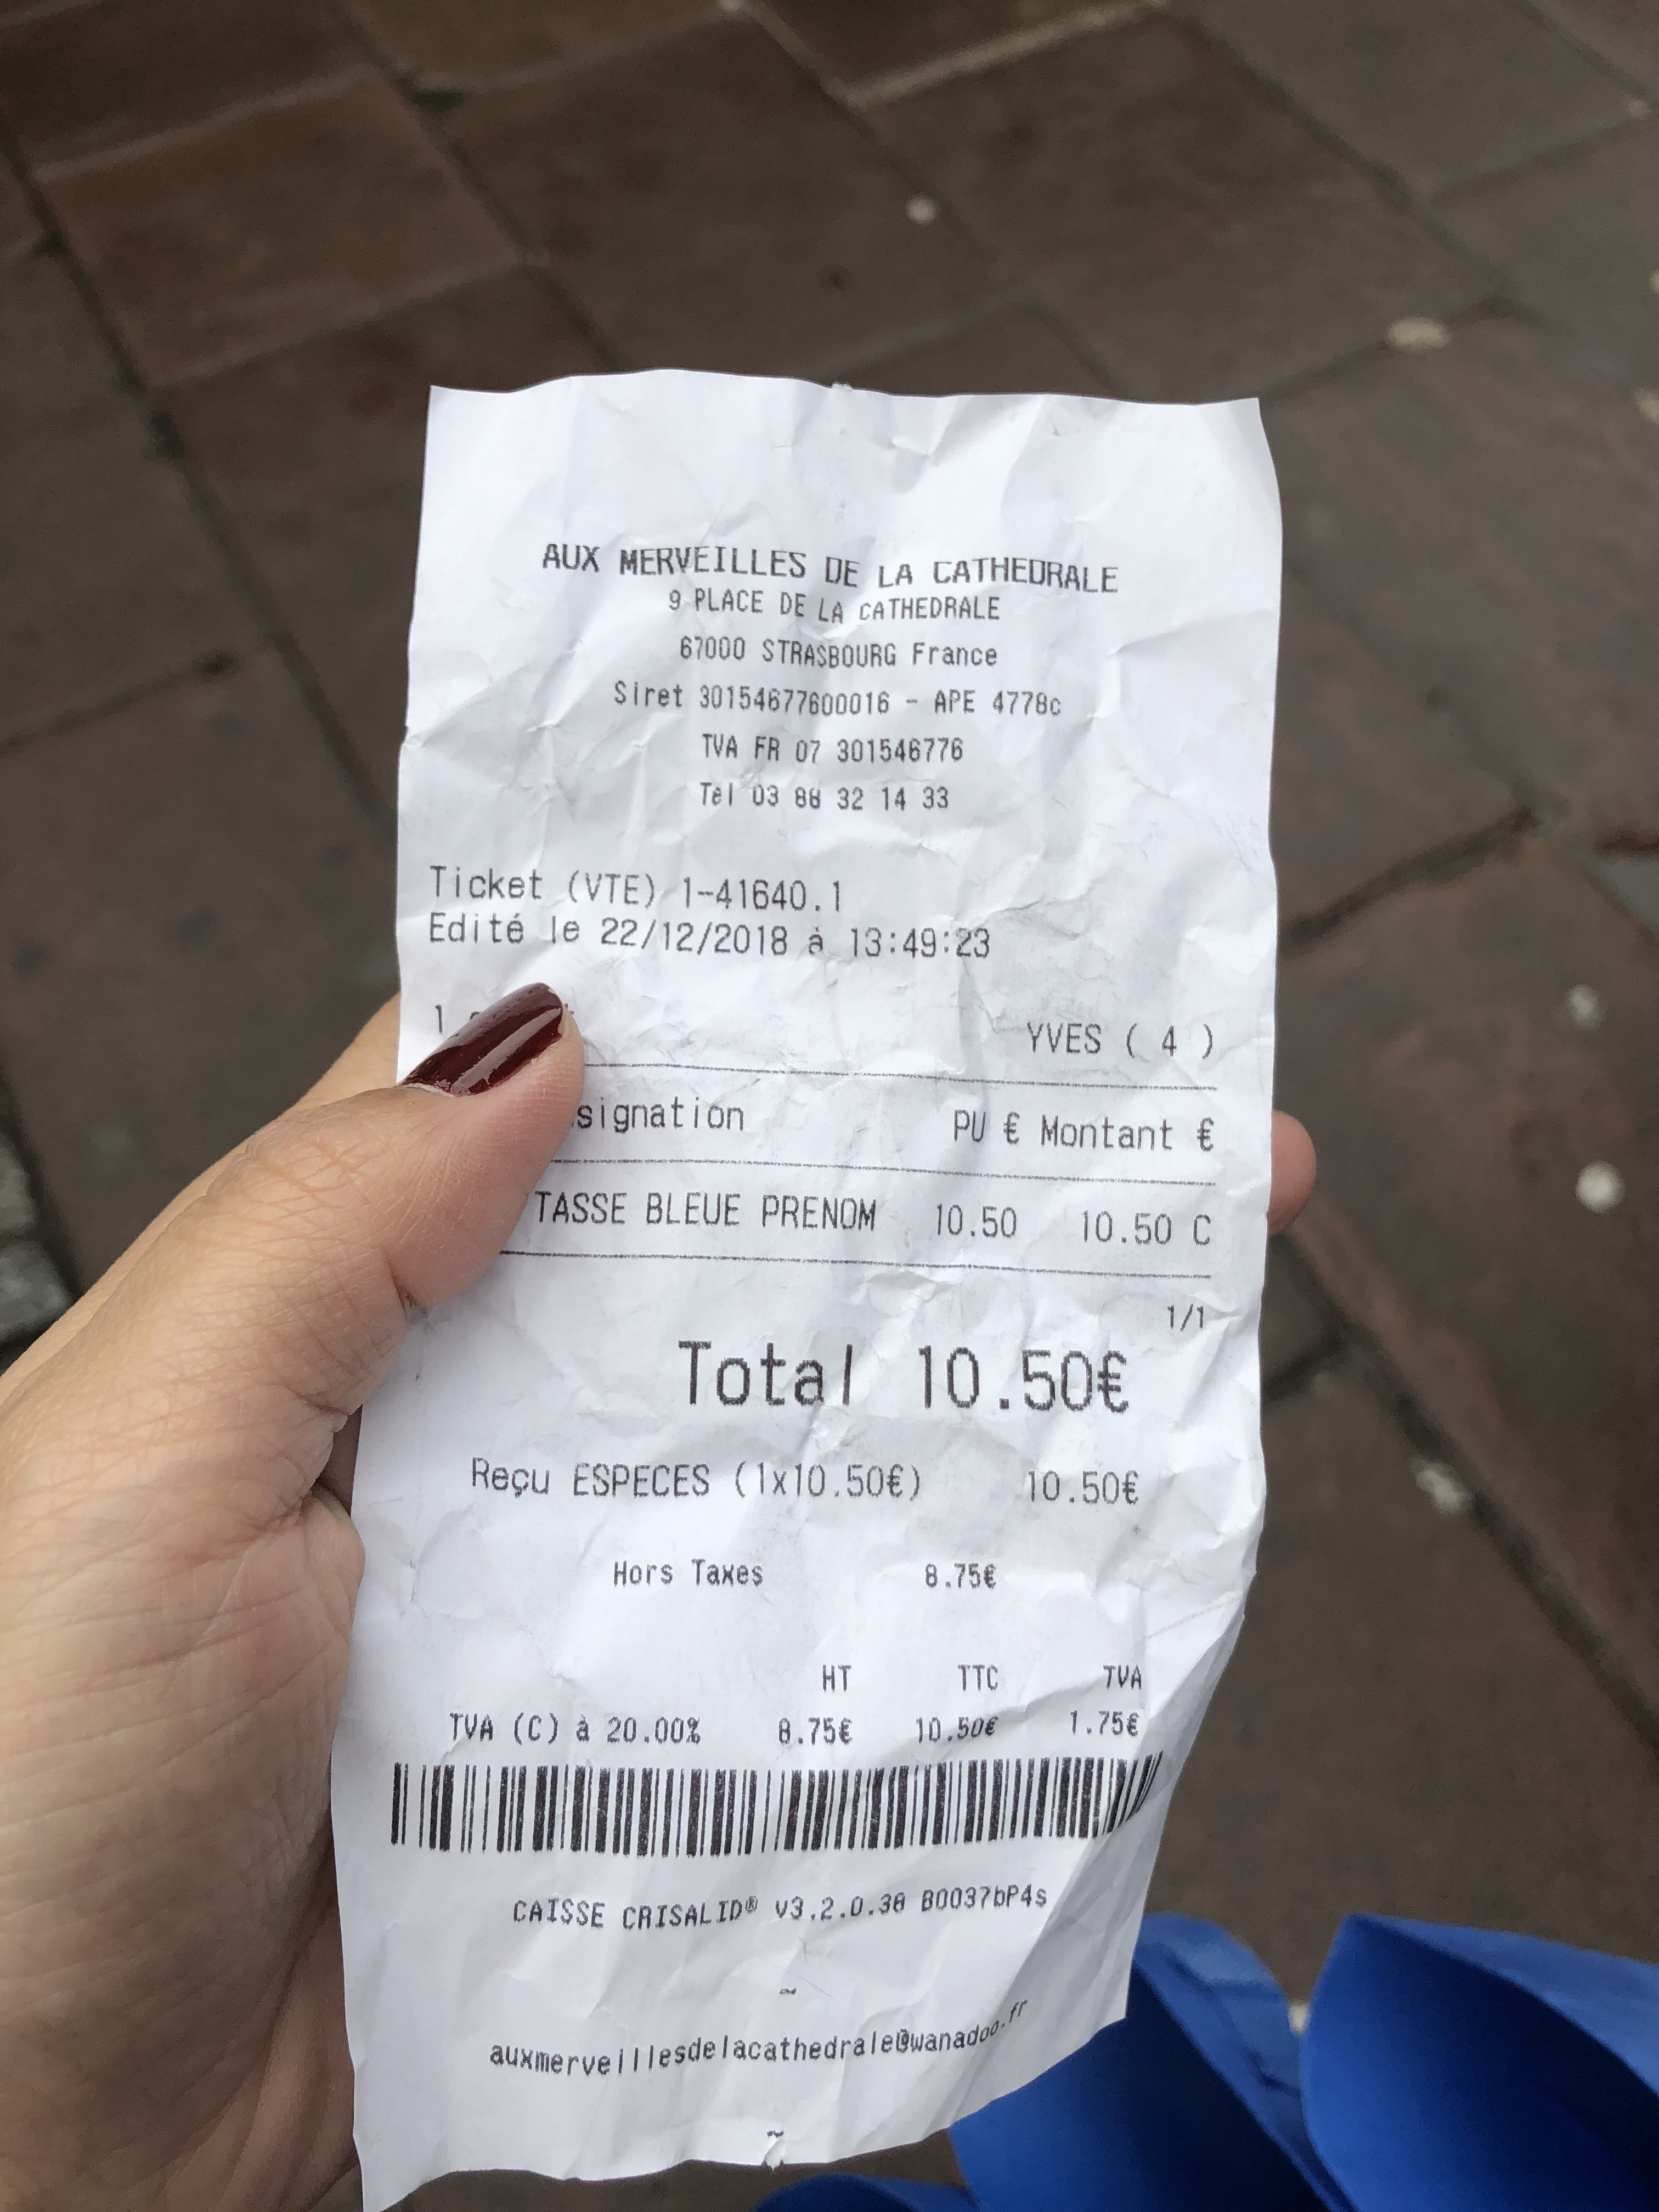 AUX MERVEILLES DE LA CATHEDRALE
9 PLACE DE LA CATHEDRALE
67000 STRASBOURG France
Siret 30154677600016 - APE 4778c
TVA FR 07 301546776
Tél 03 88 32 14 33
Ticket (VTE) 1-41640.1
Edité le 22/12/2018 à 13:49:23
1 YVES ( 4 )
signation PU € Montant €
TASSE BLEUE PRENOM 10.50 10.50 C
1/1
Total 10.50€
Reçu ESPECES (1x10.50€) 10.50€
Hors Taxes 8.75€
HT TTC TVA
TVA (C) à 20.00% 8.75€ 10.50€ 1.75€
CAISSE CRISALID® v3.2.0.38 B0037bP4s
~
auxmerveillesdelacathedrale@wanadoo.fr
~